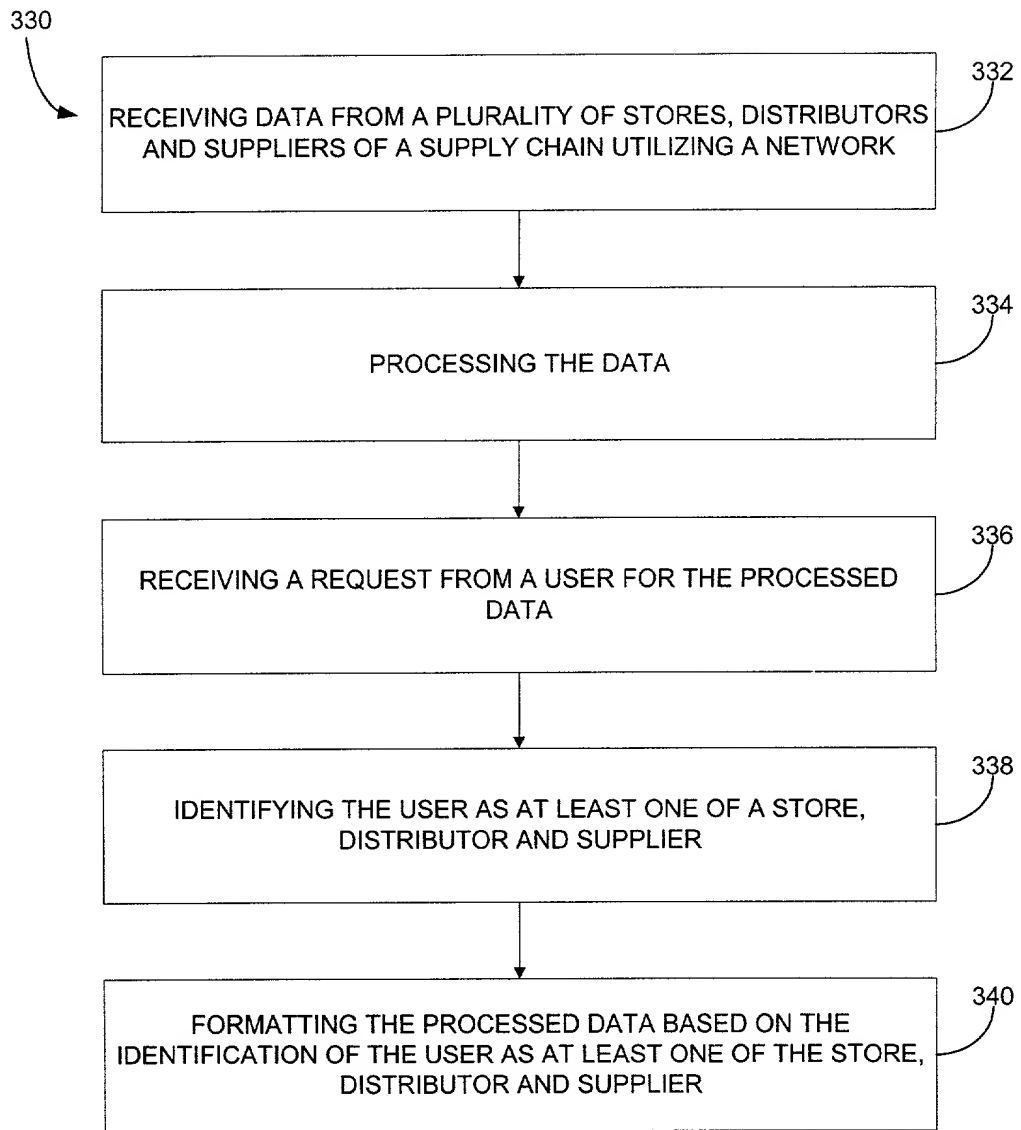 330
332
RECEIVING DATA FROM A PLURALITY OF STORES, DISTRIBUTORS
AND SUPPLIERS OF A SUPPLY CHAIN UTILIZING A NETWORK
334
PROCESSING THE DATA
336
RECEIVING A REQUEST FROM A USER FOR THE PROCESSED
DATA
338
IDENTIFYING THE USER AS AT LEAST ONE OF A STORE,
DISTRIBUTOR AND SUPPLIER
340
FORMATTING THE PROCESSED DATA BASED ON THE
IDENTIFICATION OF THE USER AS AT LEAST ONE OF THE STORE,
DISTRIBUTOR AND SUPPLIER